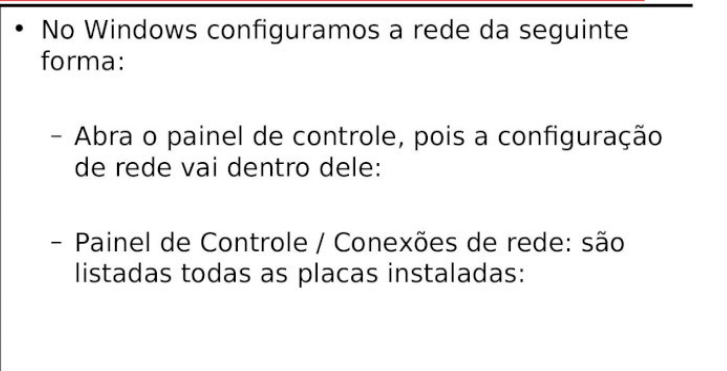 • No Windows configuramos a rede da seguinte
forma:
– Abra o painel de controle, pois a configuração
de rede vai dentro dele:
– Painel de Controle / Conexões de rede: são
listadas todas as placas instaladas: